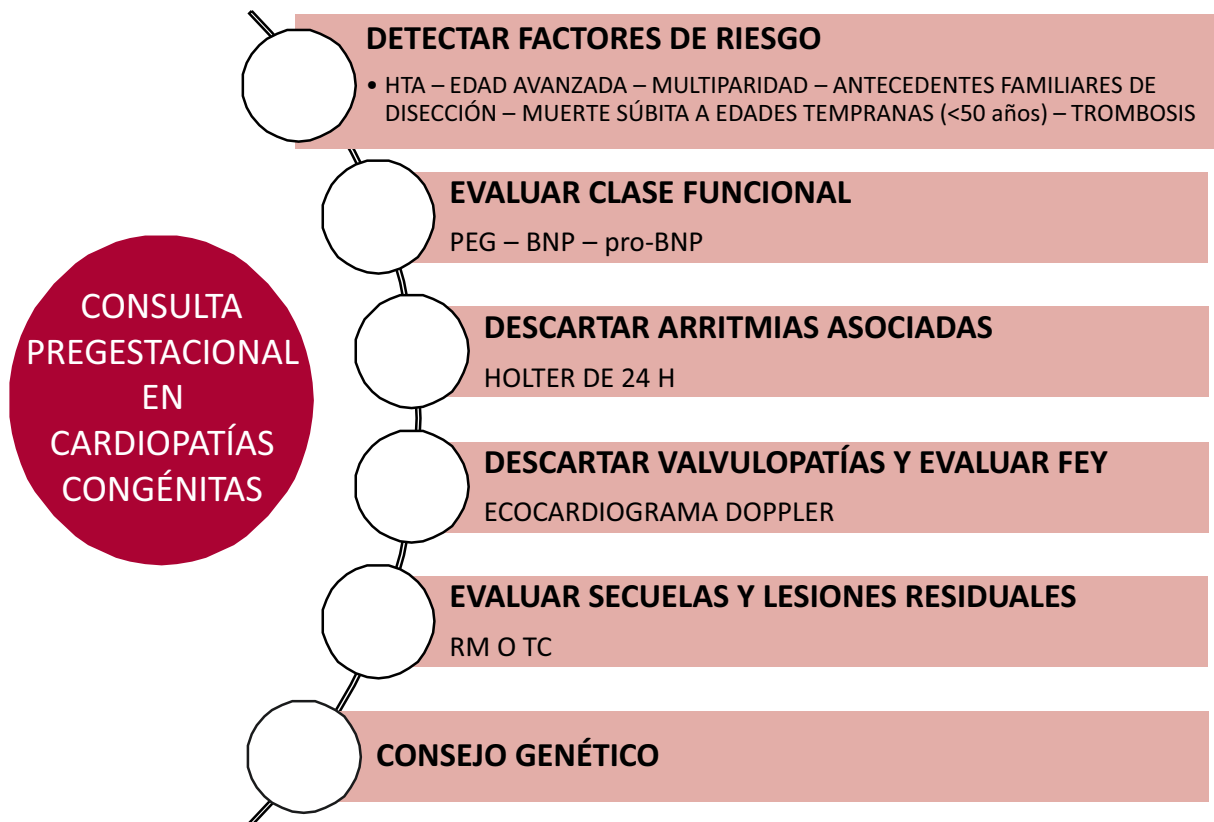 DETECTAR FACTORES DE RIESGO
• HTA – EDAD AVANZADA – MULTIPARIDAD – ANTECEDENTES FAMILIARES DE
DISECCIÓN – MUERTE SÚBITA A EDADES TEMPRANAS (<50 años) – TROMBOSIS
EVALUAR CLASE FUNCIONAL
PEG – BNP – pro-BNP
CONSULTA
PREGESTACIONAL
EN
CARDIOPATÍAS
CONGÉNITAS
DESCARTAR ARRITMIAS ASOCIADAS
HOLTER DE 24 H
DESCARTAR VALVULOPATÍAS Y EVALUAR FEY
ECOCARDIOGRAMA DOPPLER
EVALUAR SECUELAS Y LESIONES RESIDUALES
RM O TC
CONSEJO GENÉTICO